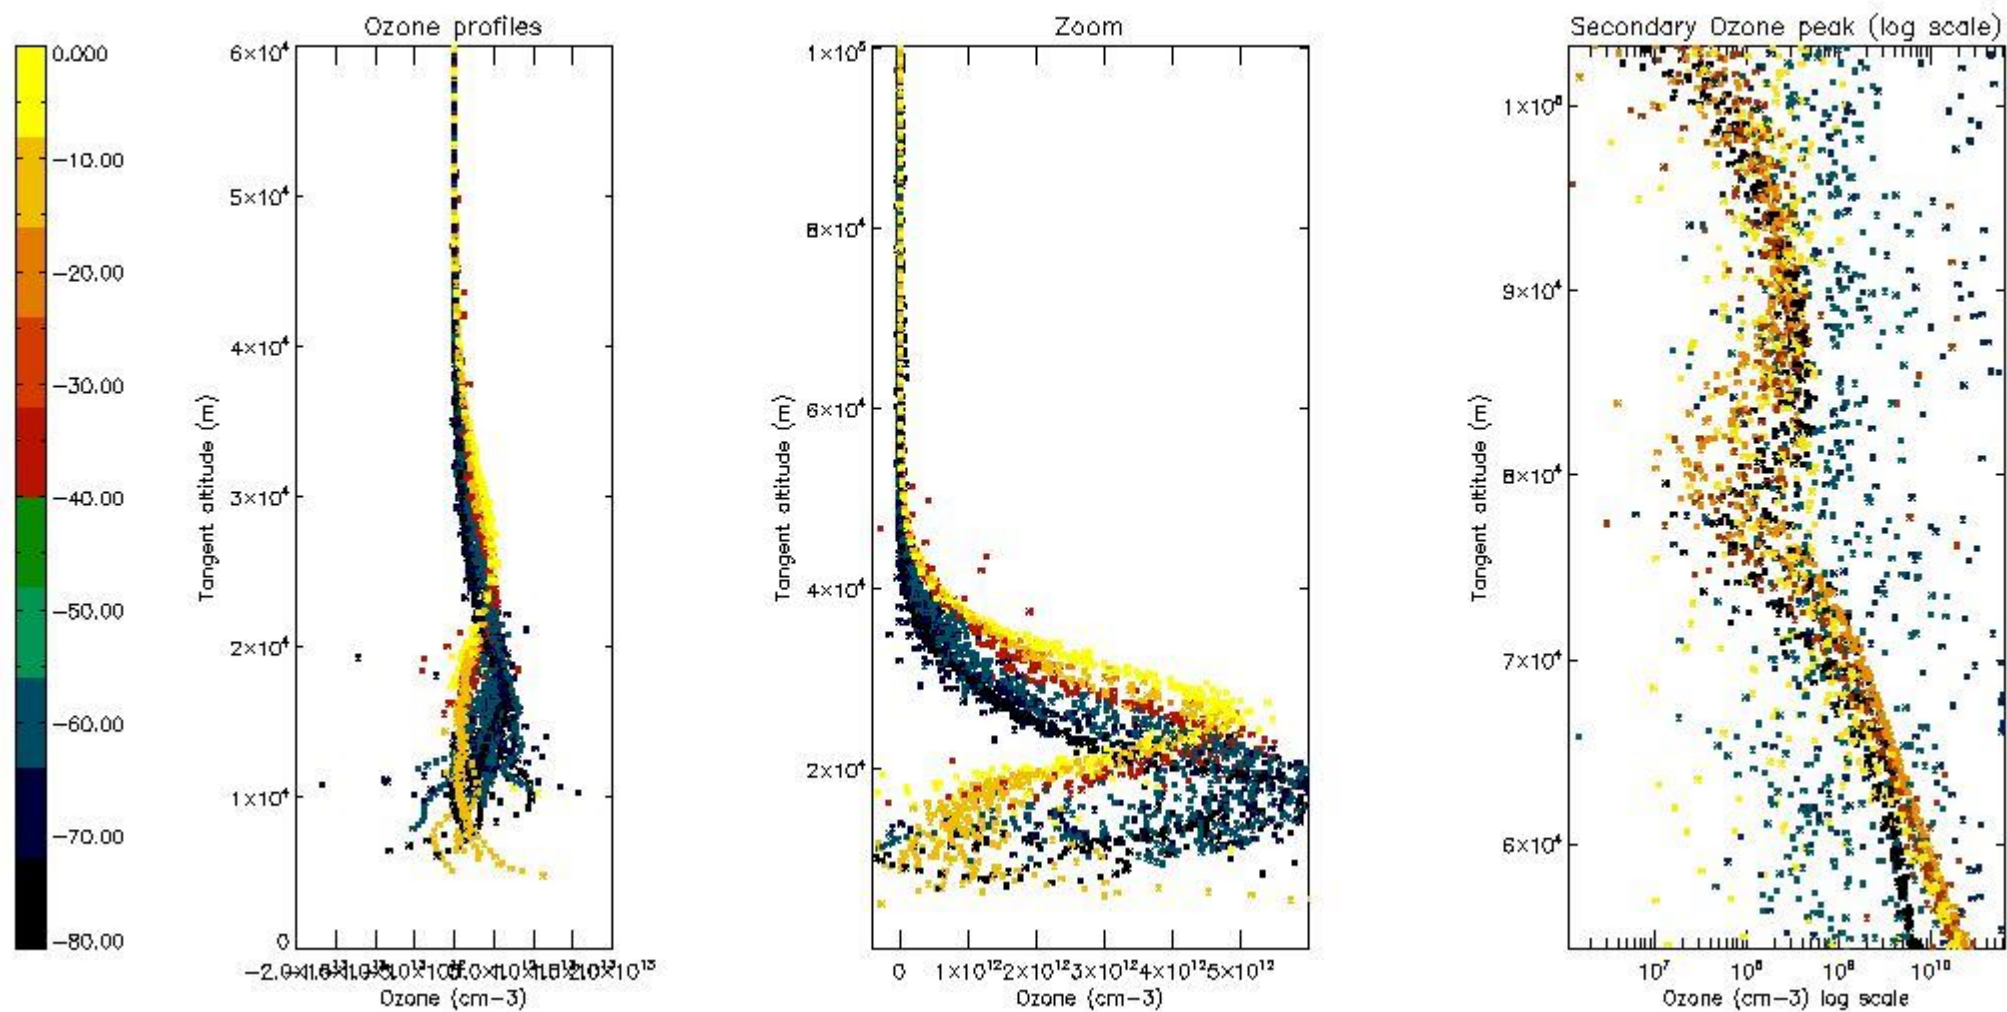 Ozone profiles
Zoom
Secondary Ozone peak (log scale)
0.000
−10.00
−20.00
−30.00
−40.00
−50.00
−60.00
−70.00
−80.00
6×10⁴
5×10⁴
4×10⁴
3×10⁴
2×10⁴
1×10⁴
0
Tangent altitude (m)
Ozone (cm−3)
1×10⁵
8×10⁴
6×10⁴
4×10⁴
2×10⁴
Tangent altitude (m)
0 1×10¹² 2×10¹² 3×10¹² 4×10¹² 5×10¹²
Ozone (cm−3)
9×10⁴
8×10⁴
7×10⁴
6×10⁴
Tangent altitude (m)
10⁷ 10⁸ 10⁹ 10¹⁰
Ozone (cm−3) log scale